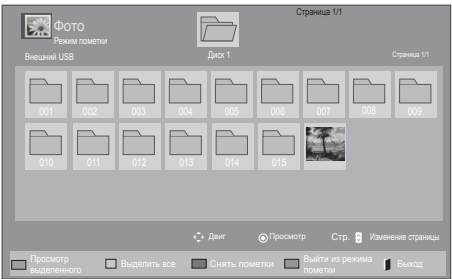 Страница 1/1
Фото
Режим пометки
Внешний USB
Диск 1
Страница 1/1
001 002 003 004 005 006 007 008 009
010 011 012 013 014 015
Двиг Просмотр Стр. Изменение страницы
Просмотр выделенного
Выделить все
Снять пометки
Выйти из режима пометки
Выход